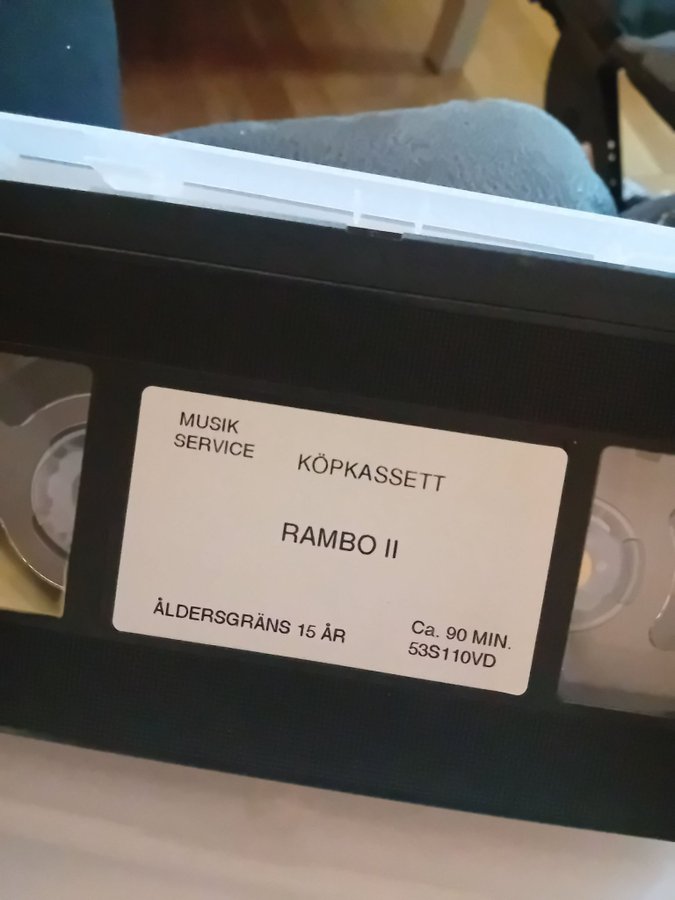 MUSIK
SERVICE
KÖPKASSETT
RAMBO II
ÅLDERSGRÄNS 15 ÅR
Ca. 90 MIN.
53S110VD